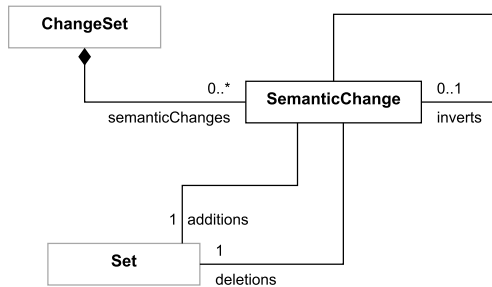 ChangeSet
0..*
SemanticChange
0..1
semanticChanges
inverts
1 additions
Set
1
deletions